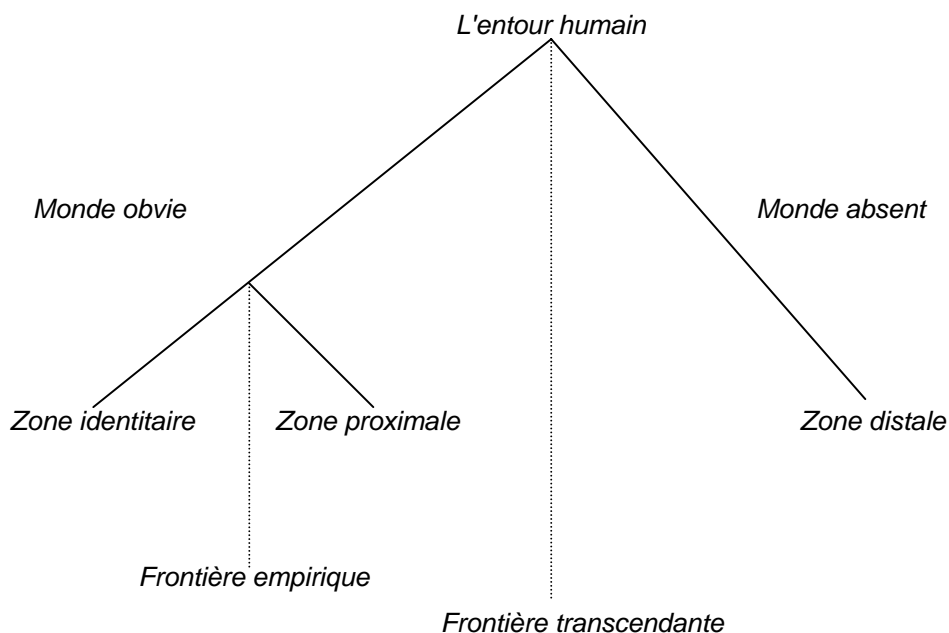 L'entour humain
Monde obvie
Monde absent
Zone identitaire
Zone proximale
Zone distale
Frontière empirique
Frontière transcendante